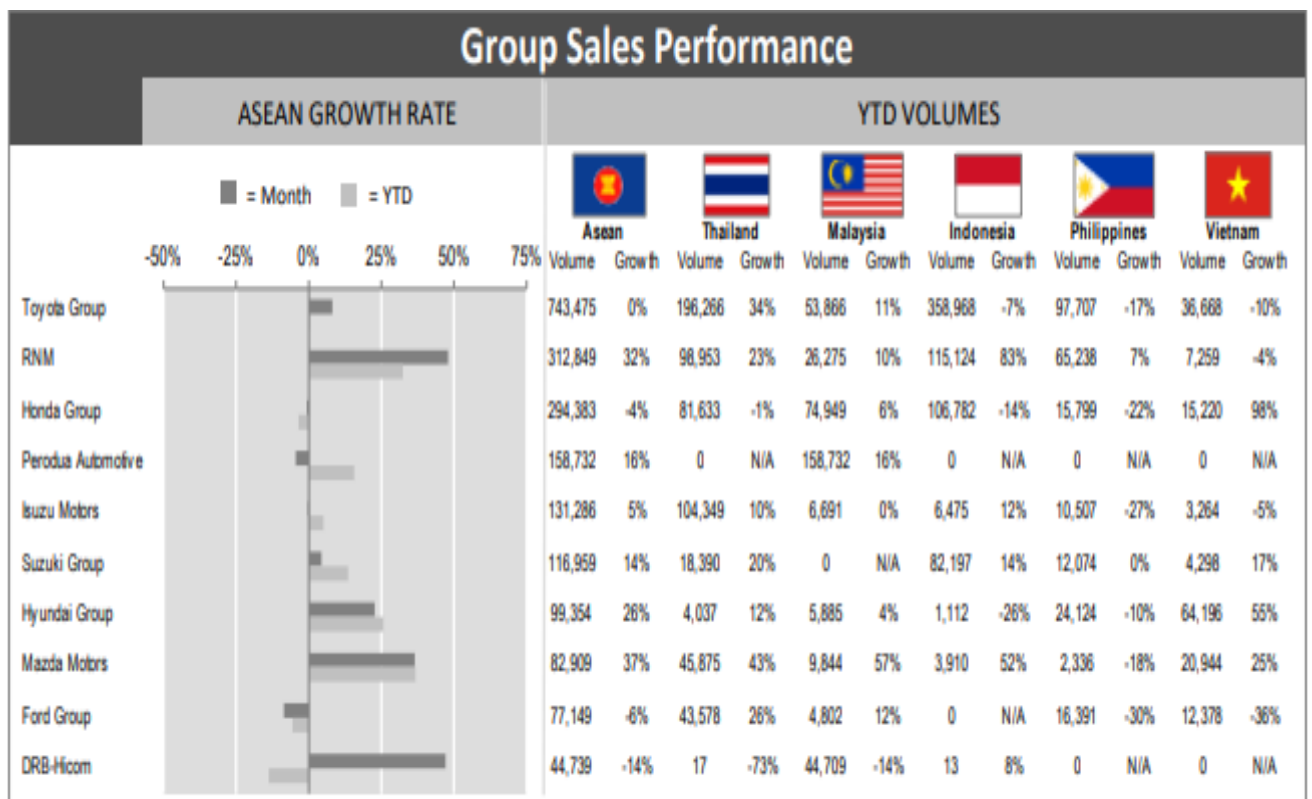 Group Sales Performance
ASEAN GROWTH RATE YTD VOLUMES
= Month = YTD
Asean Thailand Malaysia Indonesia Philippines Vietnam
-50% -25% 0% 25% 50% 75% Volume Growth Volume Growth Volume Growth Volume Growth Volume Growth Volume Growth
Toyota Group 743,475 0% 196,266 34% 53,866 11% 358,968 -7% 97,707 -17% 36,668 -10%
RNM 312,849 32% 98,953 23% 26,275 10% 115,124 83% 65,238 7% 7,259 -4%
Honda Group 294,383 -4% 81,633 -1% 74,949 6% 106,782 -14% 15,799 -22% 15,220 98%
Perodua Automotive 158,732 16% 0 N/A 158,732 16% 0 N/A 0 N/A 0 N/A
Isuzu Motors 131,286 5% 104,349 10% 6,691 0% 6,475 12% 10,507 -27% 3,264 -5%
Suzuki Group 116,959 14% 18,390 20% 0 N/A 82,197 14% 12,074 0% 4,298 17%
Hyundai Group 99,354 26% 4,037 12% 5,885 4% 1,112 -26% 24,124 -10% 64,196 55%
Mazda Motors 82,909 37% 45,875 43% 9,844 57% 3,910 52% 2,336 -18% 20,944 25%
Ford Group 77,149 -6% 43,578 26% 4,802 12% 0 N/A 16,391 -30% 12,378 -36%
DRB-Hicom 44,739 -14% 17 -73% 44,709 -14% 13 8% 0 N/A 0 N/A